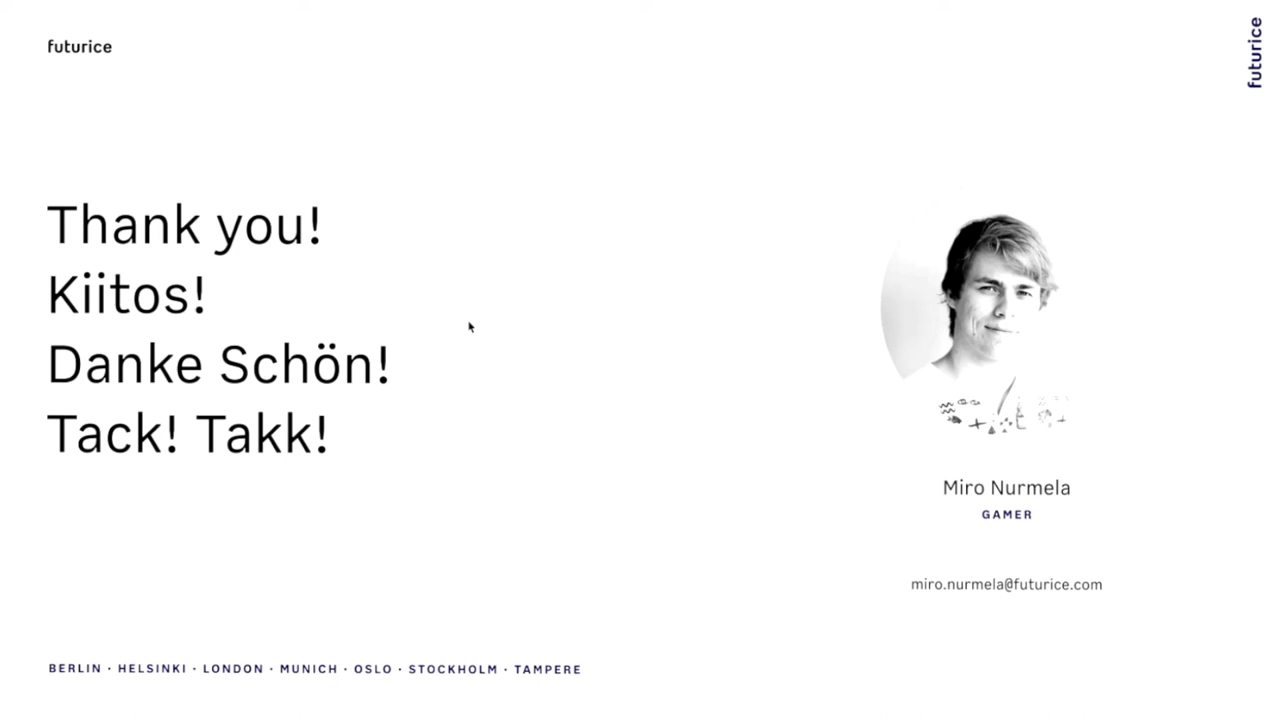 futurice
futurice
Thank you!
Kiitos!
Danke Schön!
Tack! Takk!
Miro Nurmela
GAMER
miro.nurmela@futurice.com
BERLIN · HELSINKI · LONDON · MUNICH · OSLO · STOCKHOLM · TAMPERE